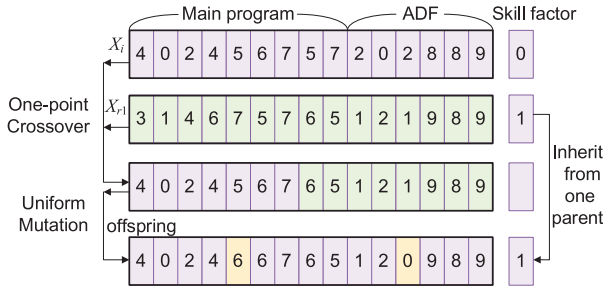 Main program ADF Skill factor
X_i 4 0 2 4 5 6 7 5 7 2 0 2 8 8 9 0
One-point
Crossover
X_r1 3 1 4 6 7 5 7 6 5 1 2 1 9 8 9 1
4 0 2 4 5 6 7 6 5 1 2 1 9 8 9
Inherit
from
one
parent
Uniform
Mutation
offspring
4 0 2 4 6 6 7 6 5 1 2 0 9 8 9 1